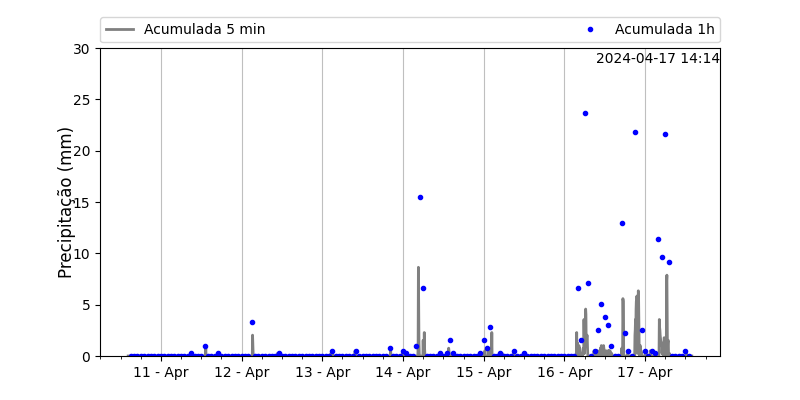 Acumulada 5 min
Acumulada 1h
2024-04-17 14:14
Precipitação (mm)
30
25
20
15
10
5
0
11 - Apr
12 - Apr
13 - Apr
14 - Apr
15 - Apr
16 - Apr
17 - Apr